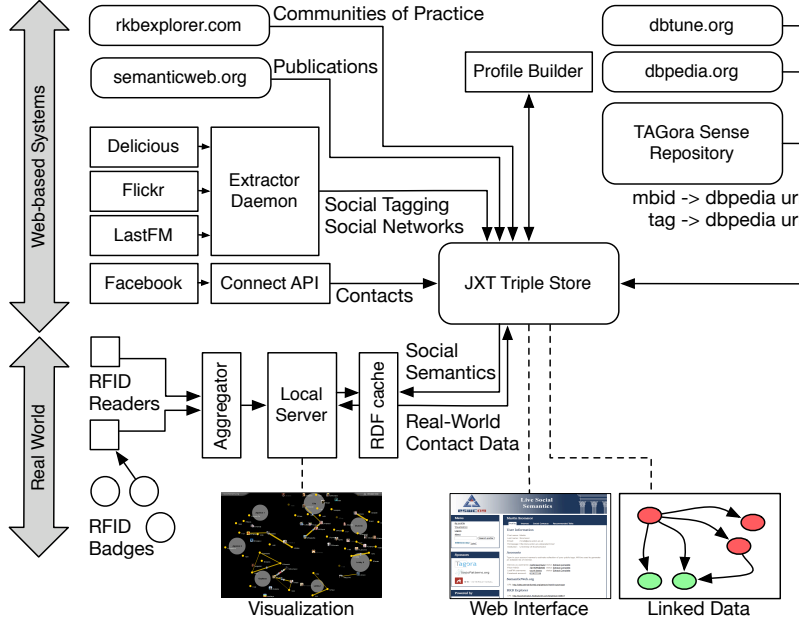 Web-based Systems
rkbexplorer.com
Communities of Practice
semanticweb.org
Publications
Profile Builder
dbtune.org
dbpedia.org
TAGora Sense
Repository
mbid -> dbpedia ur
tag -> dbpedia ur
Delicious
Flickr
LastFM
Extractor
Daemon
Social Tagging
Social Networks
Facebook
Connect API
Contacts
JXT Triple Store
Real World
RFID
Readers
RFID
Badges
Aggregator
Local
Server
RDF cache
Social
Semantics
Real-World
Contact Data
Live Social
Semantics
Tagora
Visualization
Web Interface
Linked Data